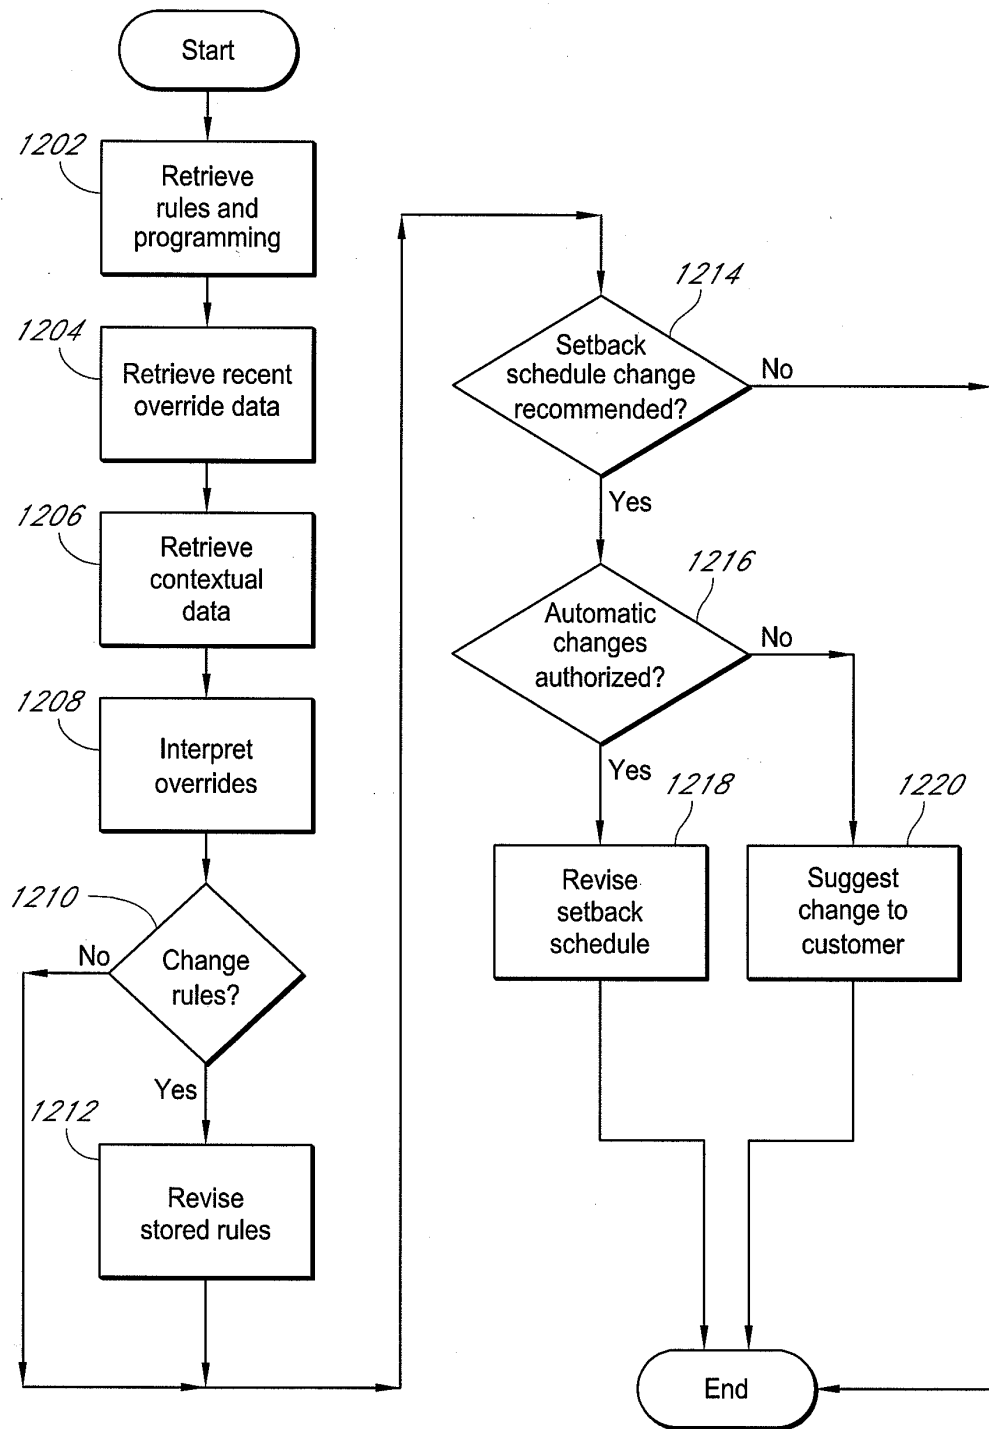 Start
1202
Retrieve
rules and
programming
1204
Retrieve recent
override data
1206
Retrieve
contextual
data
1208
Interpret
overrides
1210
No
Change
rules?
Yes
1212
Revise
stored rules
1214
Setback
schedule change
recommended?
No
Yes
1216
Automatic
changes
authorized?
No
Yes
1218
Revise
setback
schedule
1220
Suggest
change to
customer
End